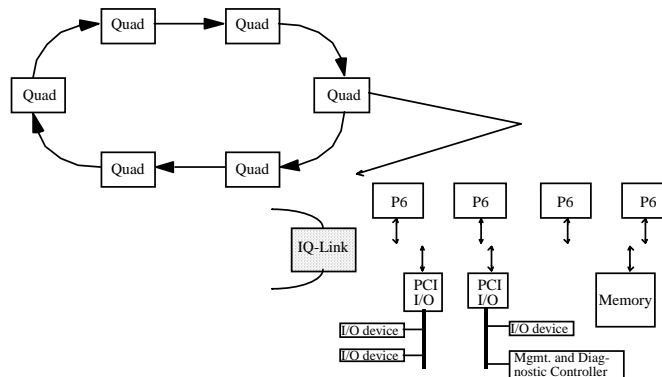 Quad
Quad
Quad
Quad
Quad
Quad
P6
P6
P6
P6
IQ-Link
PCI
I/O
PCI
I/O
Memory
I/O device
I/O device
I/O device
Mgmt. and Diag-
nostic Controller